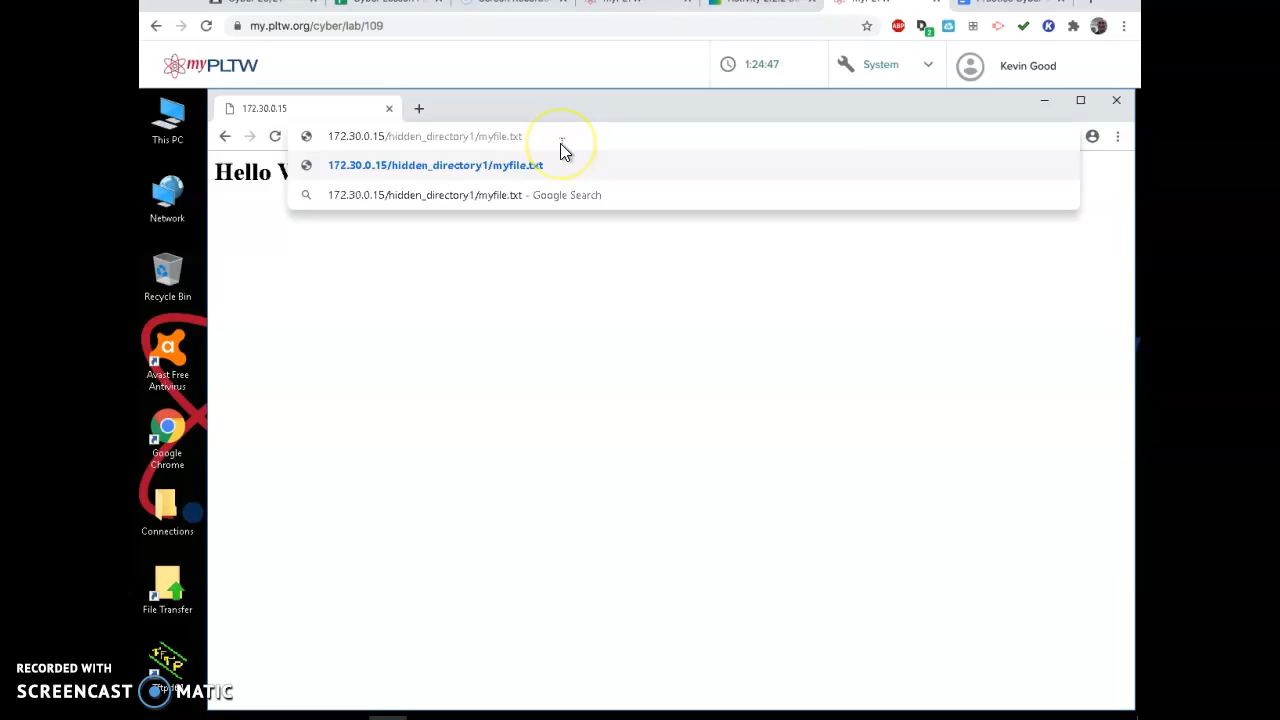 my.pltw.org/cyber/lab/109
ABP
2
K
myPLTW
1:24:47
System
Kevin Good
172.30.0.15
172.30.0.15/hidden_directory1/myfile.txt
172.30.0.15/hidden_directory1/myfile.txt
172.30.0.15/hidden_directory1/myfile.txt - Google Search
Hello
This PC
Network
Recycle Bin
Avast Free
Antivirus
Google
Chrome
Connections
File Transfer
RECORDED WITH
SCREENCAST MATIC